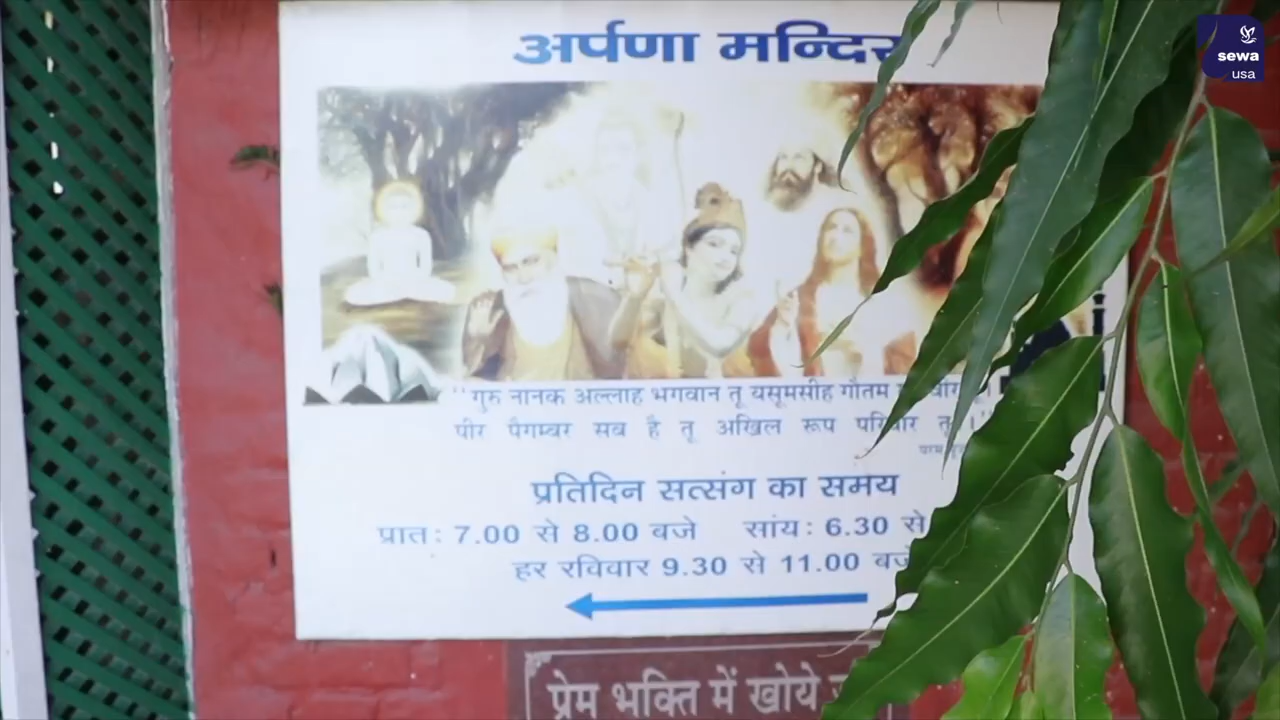 अर्पणा मन्दिर
sewa
usa
"गुरु नानक अल्लाह भगवान तू यसूमसीह गौतम
पीर पैगम्बर सब है तू अखिल रूप परिवार
प्रतिदिन सत्संग का समय
प्रात: 7.00 से 8.00 बजे सांय: 6.30 से
हर रविवार 9.30 से 11.00 बजे
प्रेम भक्ति में खोये